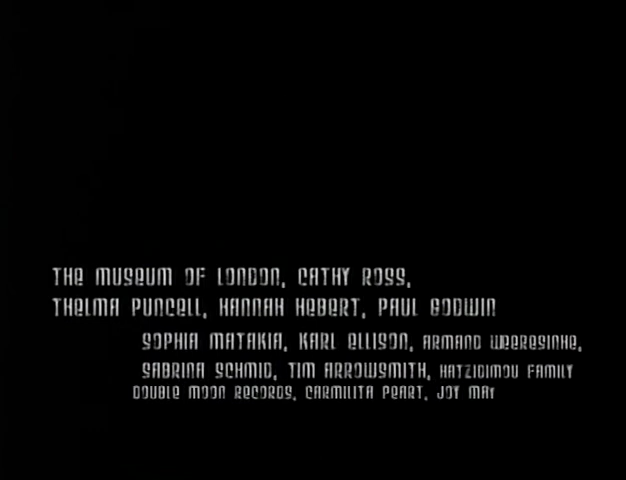 THE MUSEUM OF LONDON, CATHY ROSS,
THELMA PUNCELL, HANNAH HEBERT, PAUL GODWIN
SOPHIA MATAKIA, KARL ELLISON, ARMAND WEERESINHE,
SABRINA SCHMID, TIM ARROWSMITH, HATZIDIMOU FAMILY
DOUBLE MOON RECORDS, CARMILITA PEART, JOY MAY